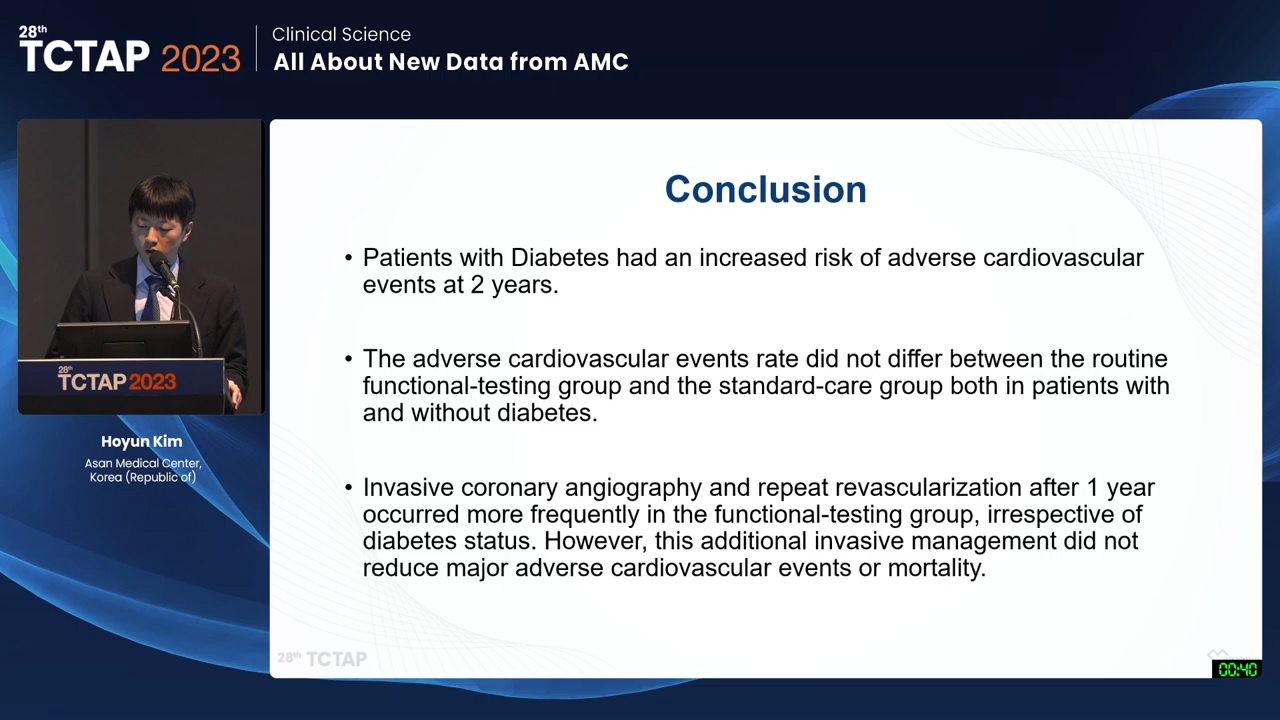 28th
TCTAP 2023
Clinical Science
All About New Data from AMC
28th
TCTAP 2023
Hoyun Kim
Asan Medical Center,
Korea (Republic of)
Conclusion
• Patients with Diabetes had an increased risk of adverse cardiovascular
events at 2 years.
• The adverse cardiovascular events rate did not differ between the routine
functional-testing group and the standard-care group both in patients with
and without diabetes.
• Invasive coronary angiography and repeat revascularization after 1 year
occurred more frequently in the functional-testing group, irrespective of
diabetes status. However, this additional invasive management did not
reduce major adverse cardiovascular events or mortality.
28th TCTAP
00:40